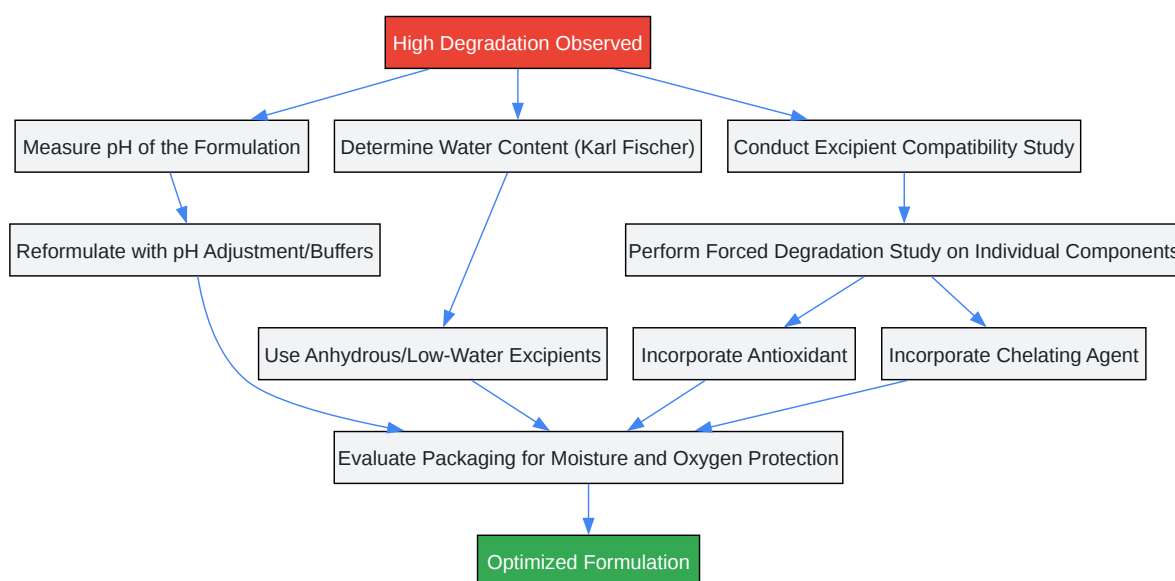 High Degradation Observed
Measure pH of the Formulation
Determine Water Content (Karl Fischer)
Conduct Excipient Compatibility Study
Reformulate with pH Adjustment/Buffers
Perform Forced Degradation Study on Individual Components
Use Anhydrous/Low-Water Excipients
Incorporate Antioxidant
Incorporate Chelating Agent
Evaluate Packaging for Moisture and Oxygen Protection
Optimized Formulation